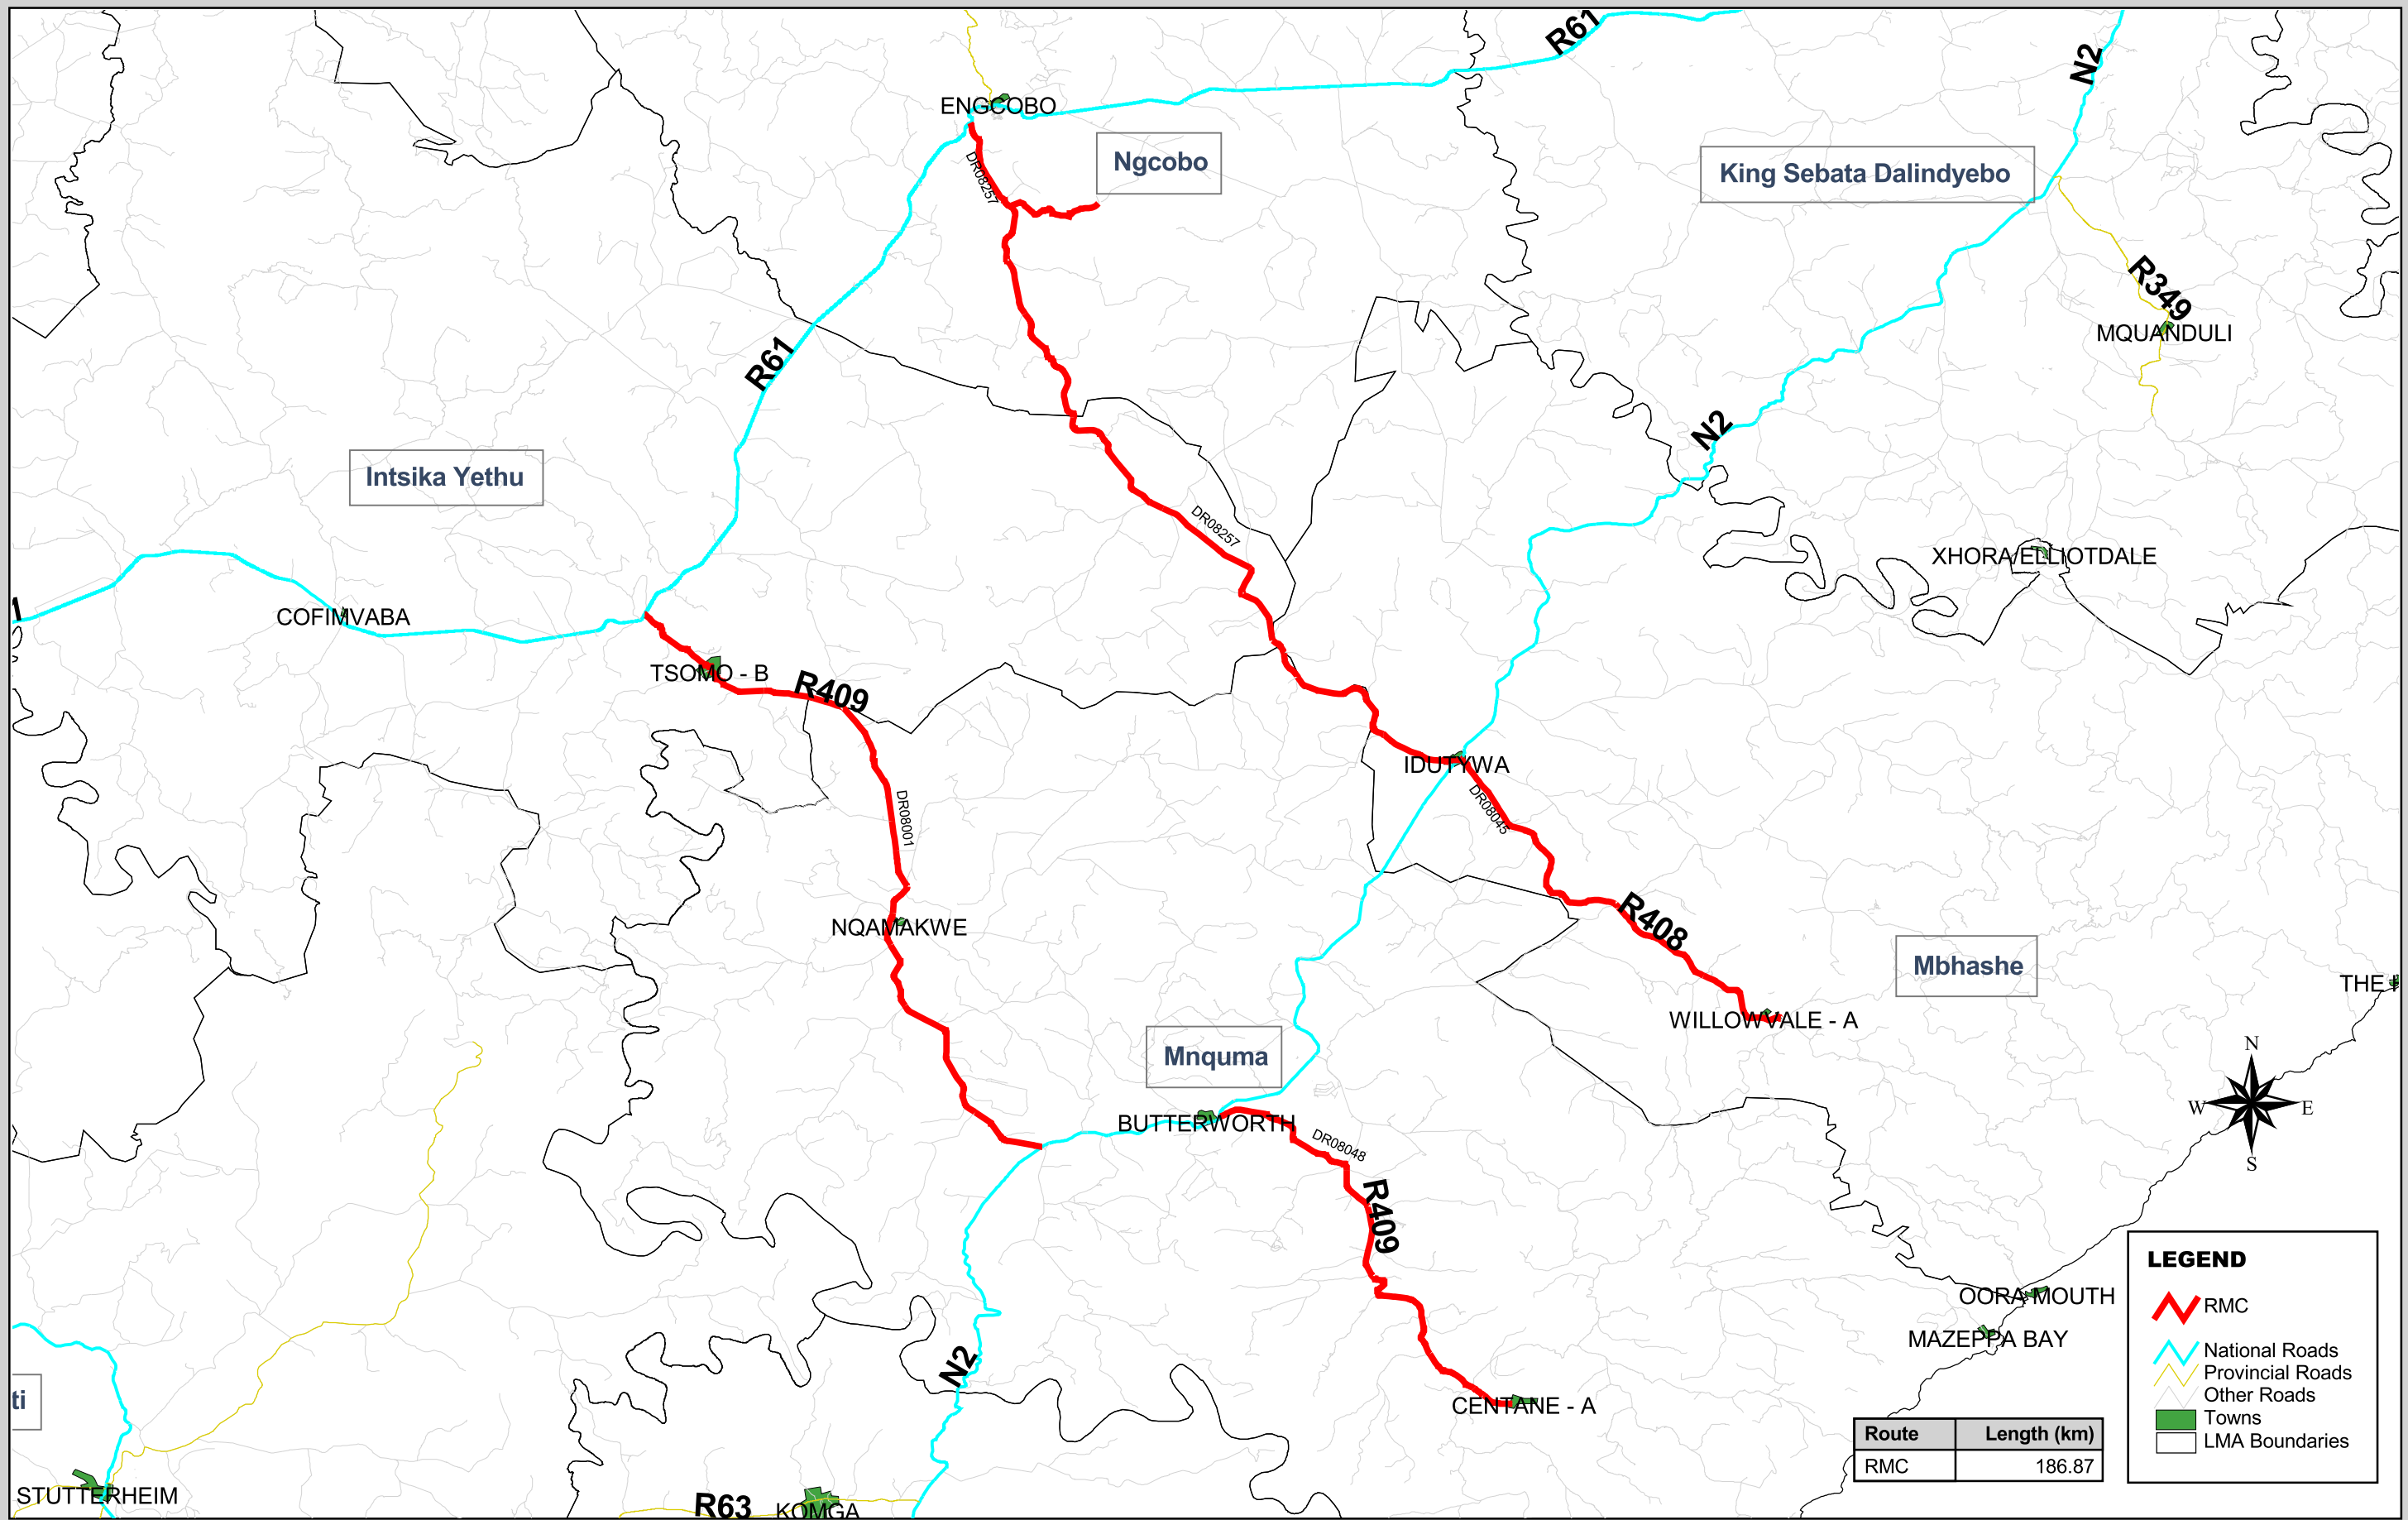 R61
N2
ENGCOBO
Ngcobo
King Sebata Dalindyebo
DR08257
R349
MQUANDULI
R61
N2
Intsika Yethu
DR08257
XHORA/ELLIOTDALE
1
COFIMVABA
TSOMO - B
R409
IDUTYWA
DR08045
DR08001
R408
NQAMAKWE
Mbhashe
THE H
WILLOWVALE - A
Mnquma
N
W E
S
BUTTERWORTH
DR08048
R409
LEGEND
OORA MOUTH
RMC
MAZEPPA BAY
National Roads
N2
Provincial Roads
ti
Other Roads
CENTANE - A
Towns
Route Length (km)
LMA Boundaries
RMC 186.87
STUTTERHEIM
R63
KOMGA